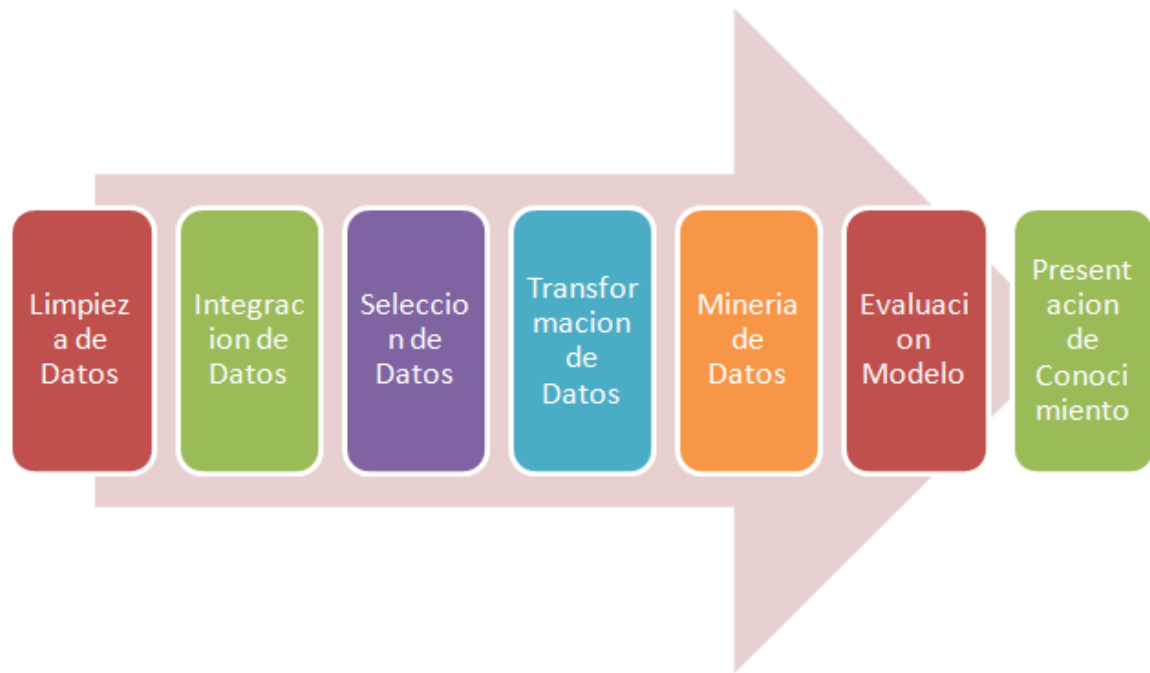 Limpiez
a de
Datos
Integrac
ion de
Datos
Seleccio
n de
Datos
Transfor
macion
de
Datos
Mineria
de
Datos
Evaluaci
on
Modelo
Present
acion
de
Conoci
miento